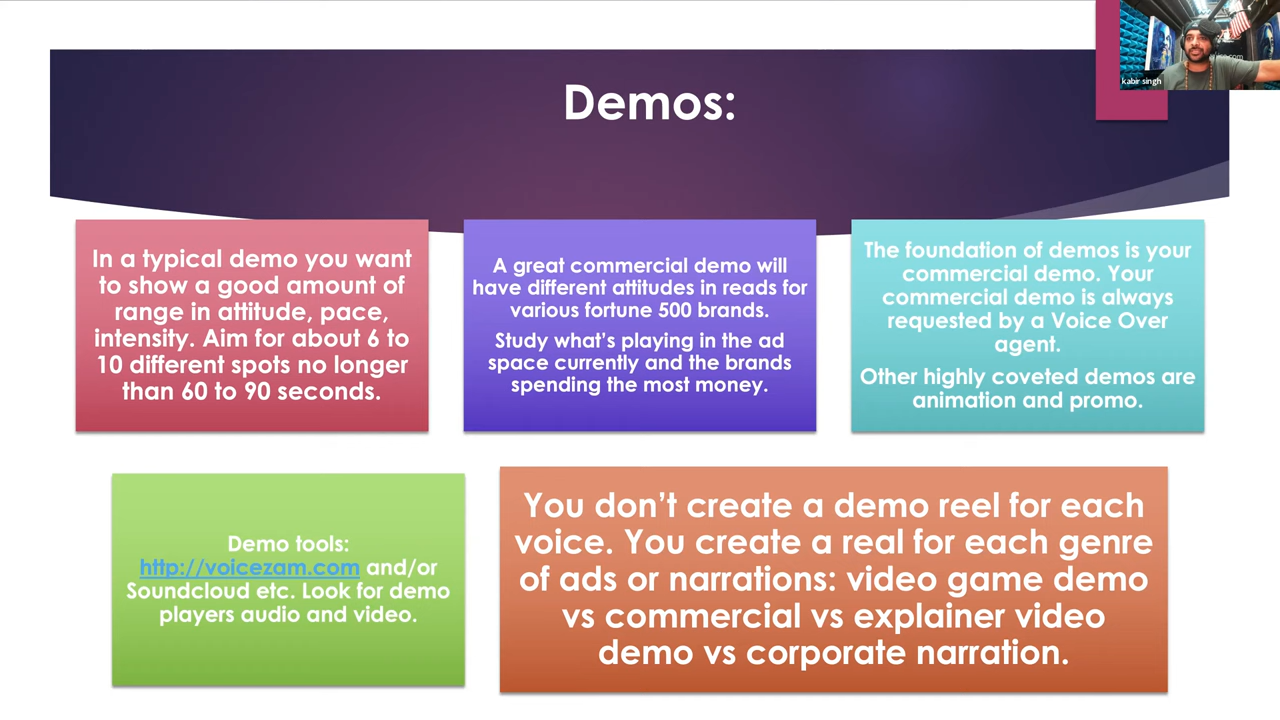 Demos:
kabir singh
In a typical demo you want
to show a good amount of
range in attitude, pace,
intensity. Aim for about 6 to
10 different spots no longer
than 60 to 90 seconds.
A great commercial demo will
have different attitudes in reads for
various fortune 500 brands.
Study what’s playing in the ad
space currently and the brands
spending the most money.
The foundation of demos is your
commercial demo. Your
commercial demo is always
requested by a Voice Over
agent.
Other highly coveted demos are
animation and promo.
Demo tools:
http://voicezam.com and/or
Soundcloud etc. Look for demo
players audio and video.
You don’t create a demo reel for each
voice. You create a real for each genre
of ads or narrations: video game demo
vs commercial vs explainer video
demo vs corporate narration.